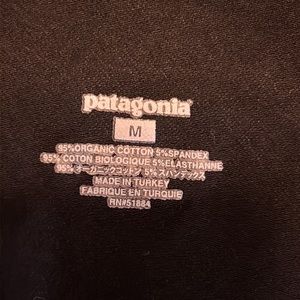 patagonia®
M
95%ORGANIC COTTON 5%SPANDEX
95% COTON BIOLOGIQUE 5%ELASTHANNE
95% オーガニックコットン 5% スパンデックス
MADE IN TURKEY
FABRIQUE EN TURQUIE
RN#51884